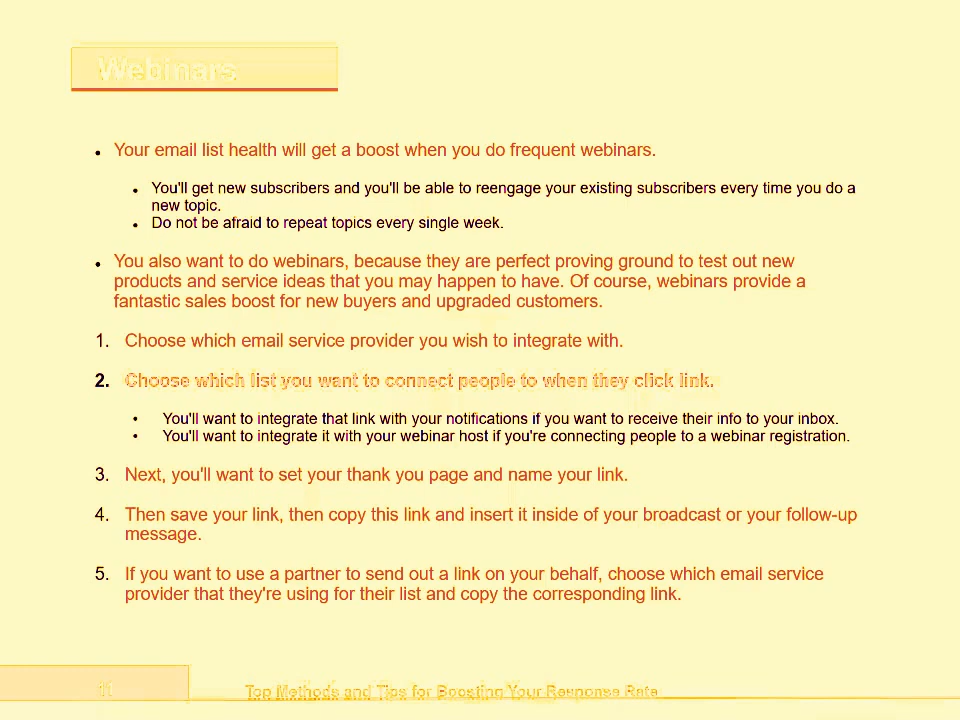 Webinars
• Your email list health will get a boost when you do frequent webinars.
• You'll get new subscribers and you'll be able to reengage your existing subscribers every time you do a
new topic.
• Do not be afraid to repeat topics every single week.
• You also want to do webinars, because they are perfect proving ground to test out new
products and service ideas that you may happen to have. Of course, webinars provide a
fantastic sales boost for new buyers and upgraded customers.
1. Choose which email service provider you wish to integrate with.
2. Choose which list you want to connect people to when they click link.
• You'll want to integrate that link with your notifications if you want to receive their info to your inbox.
• You'll want to integrate it with your webinar host if you're connecting people to a webinar registration.
3. Next, you'll want to set your thank you page and name your link.
4. Then save your link, then copy this link and insert it inside of your broadcast or your follow-up
message.
5. If you want to use a partner to send out a link on your behalf, choose which email service
provider that they're using for their list and copy the corresponding link.
11
Top Methods and Tips for Boosting Your Response Rate